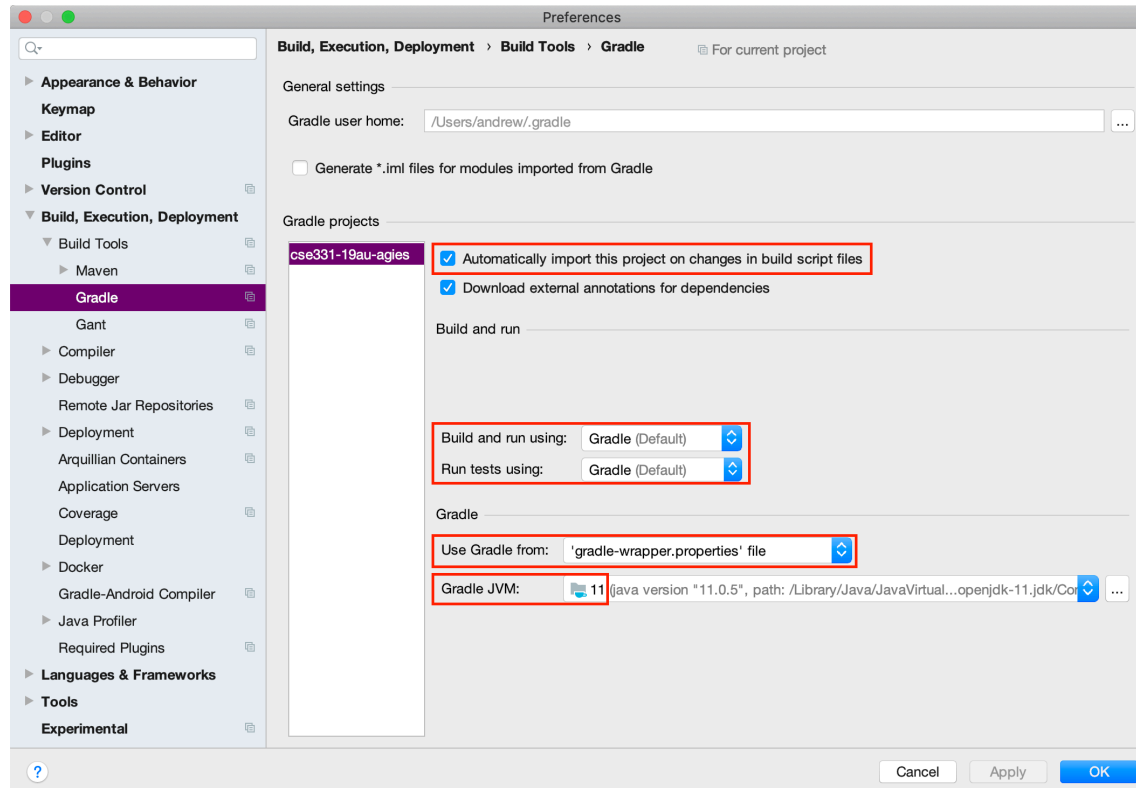 Preferences
Build, Execution, Deployment › Build Tools › Gradle For current project
Appearance & Behavior
Keymap
Editor
Plugins
Version Control
Build, Execution, Deployment
Build Tools
Maven
Gradle
Gant
Compiler
Debugger
Remote Jar Repositories
Deployment
Arquillian Containers
Application Servers
Coverage
Deployment
Docker
Gradle-Android Compiler
Java Profiler
Required Plugins
Languages & Frameworks
Tools
Experimental
General settings
Gradle user home: /Users/andrew/.gradle ...
Generate *.iml files for modules imported from Gradle
Gradle projects
cse331-19au-agies
Automatically import this project on changes in build script files
Download external annotations for dependencies
Build and run
Build and run using: Gradle (Default)
Run tests using: Gradle (Default)
Gradle
Use Gradle from: 'gradle-wrapper.properties' file
Gradle JVM: 11 (java version "11.0.5", path: /Library/Java/JavaVirtual...openjdk-11.jdk/Cor ...
? Cancel Apply OK